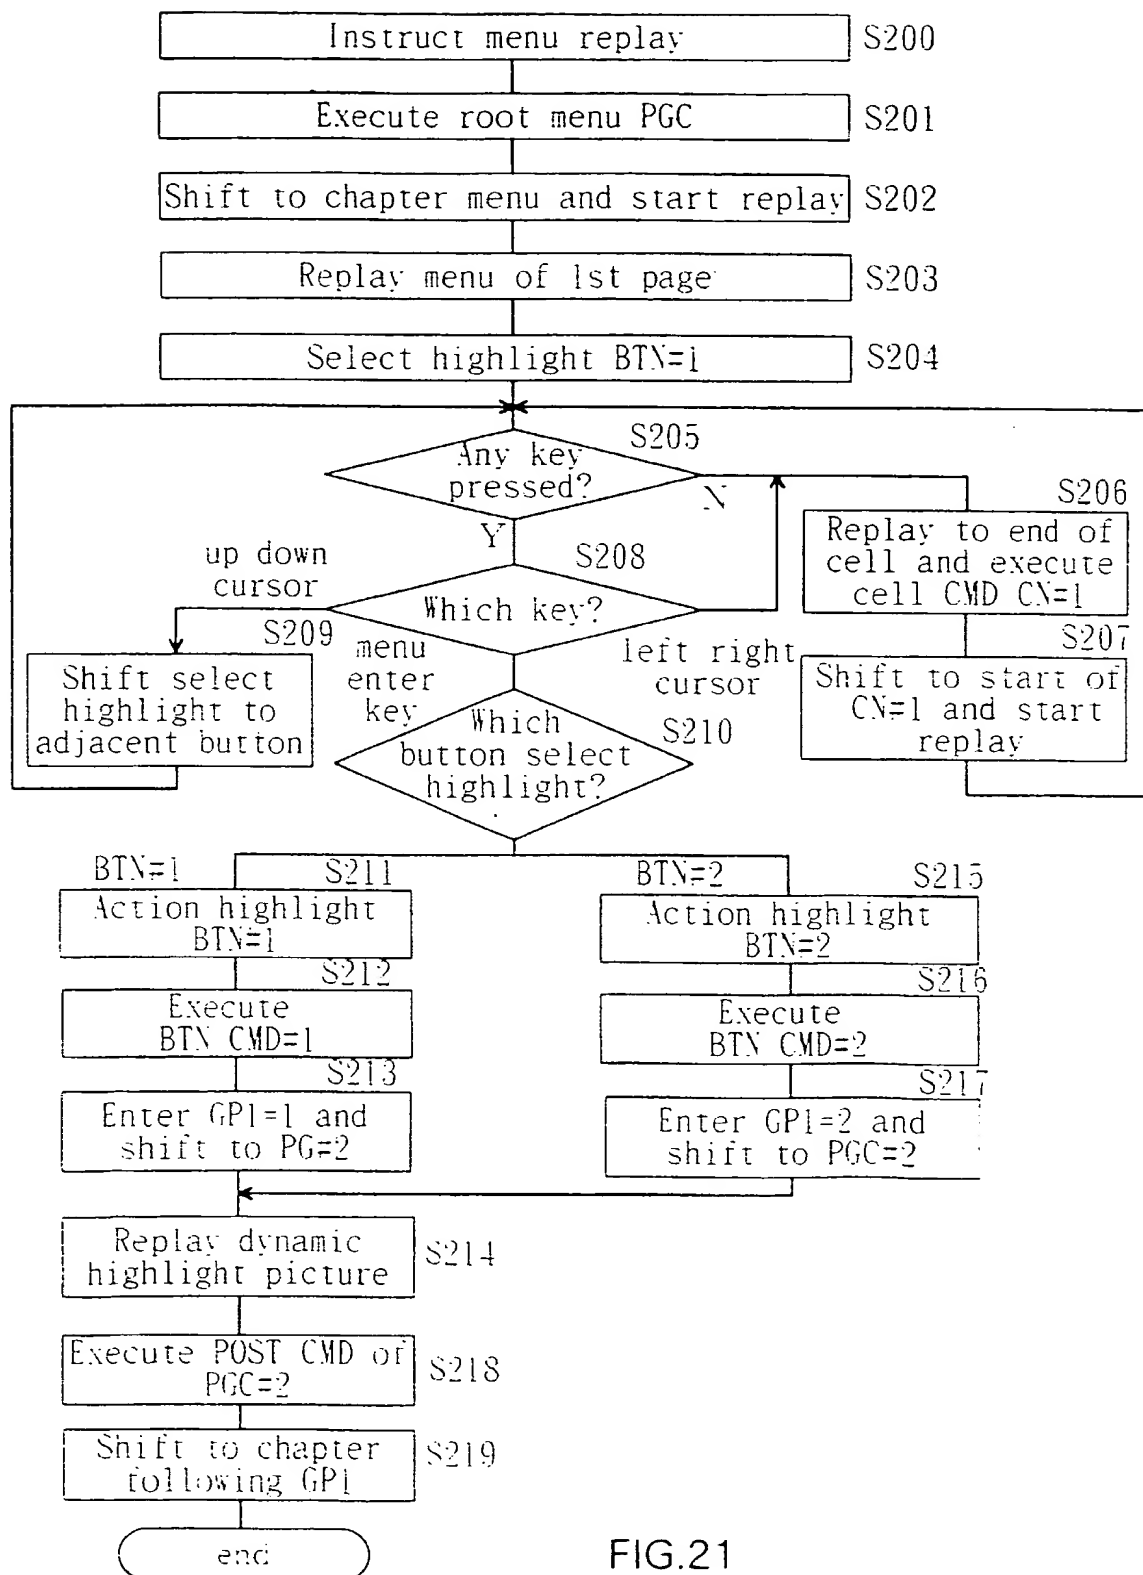 Instruct menu replay
S200
Execute root menu PGC
S201
Shift to chapter menu and start replay
S202
Replay menu of 1st page
S203
Select highlight BTN=1
S204
S205
Any key
pressed?
N
Y
S206
Replay to end of
cell and execute
cell CMD CN=1
S207
Shift to start of
CN=1 and start
replay
S208
Which key?
up down
cursor
S209
Shift select
highlight to
adjacent button
menu
enter
key
left right
cursor
S210
Which
button select
highlight?
BTN=1
S211
Action highlight
BTN=1
S212
Execute
BTN CMD=1
S213
Enter GP1=1 and
shift to PG=2
BTN=2
S215
Action highlight
BTN=2
S216
Execute
BTN CMD=2
S217
Enter GP1=2 and
shift to PGC=2
Replay dynamic
highlight picture
S214
Execute POST CMD of
PGC=2
S218
Shift to chapter
following GP1
S219
end
FIG.21